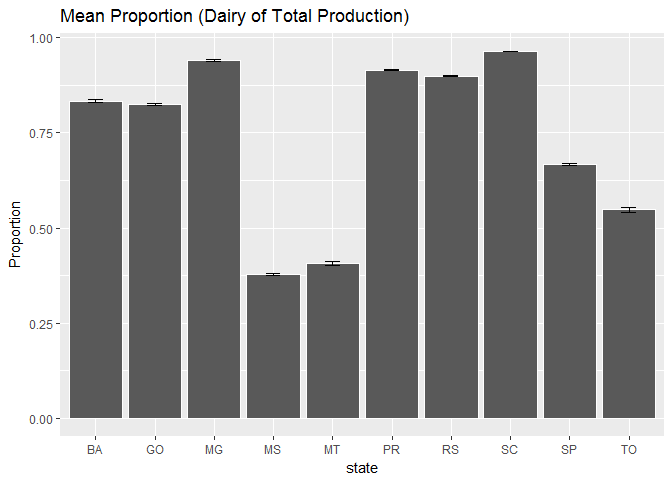 Mean Proportion (Dairy of Total Production)
1.00
0.75
0.50
0.25
0.00
Proportion
BA GO MG MS MT PR RS SC SP TO
state